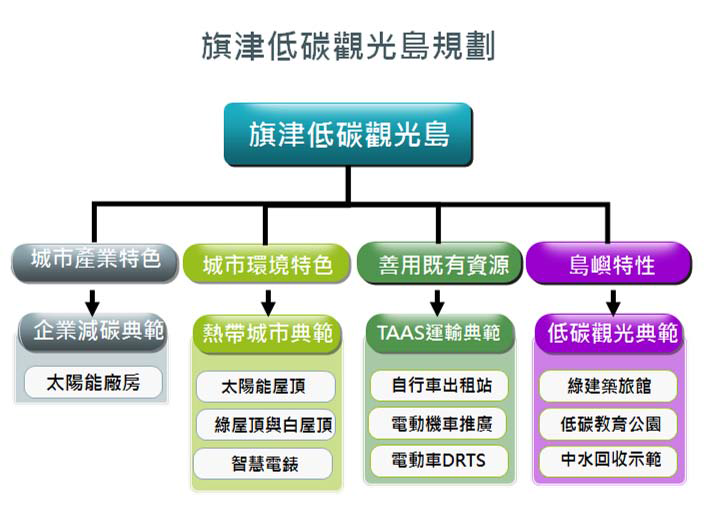 旗津低碳觀光島規劃
旗津低碳觀光島
城市產業特色
城市環境特色
善用既有資源
島嶼特性
企業減碳典範
熱帶城市典範
TAAS運輸典範
低碳觀光典範
太陽能廠房
太陽能屋頂
綠屋頂與白屋頂
智慧電錶
自行車出租站
電動機車推廣
電動車DRTS
綠建築旅館
低碳教育公園
中水回收示範